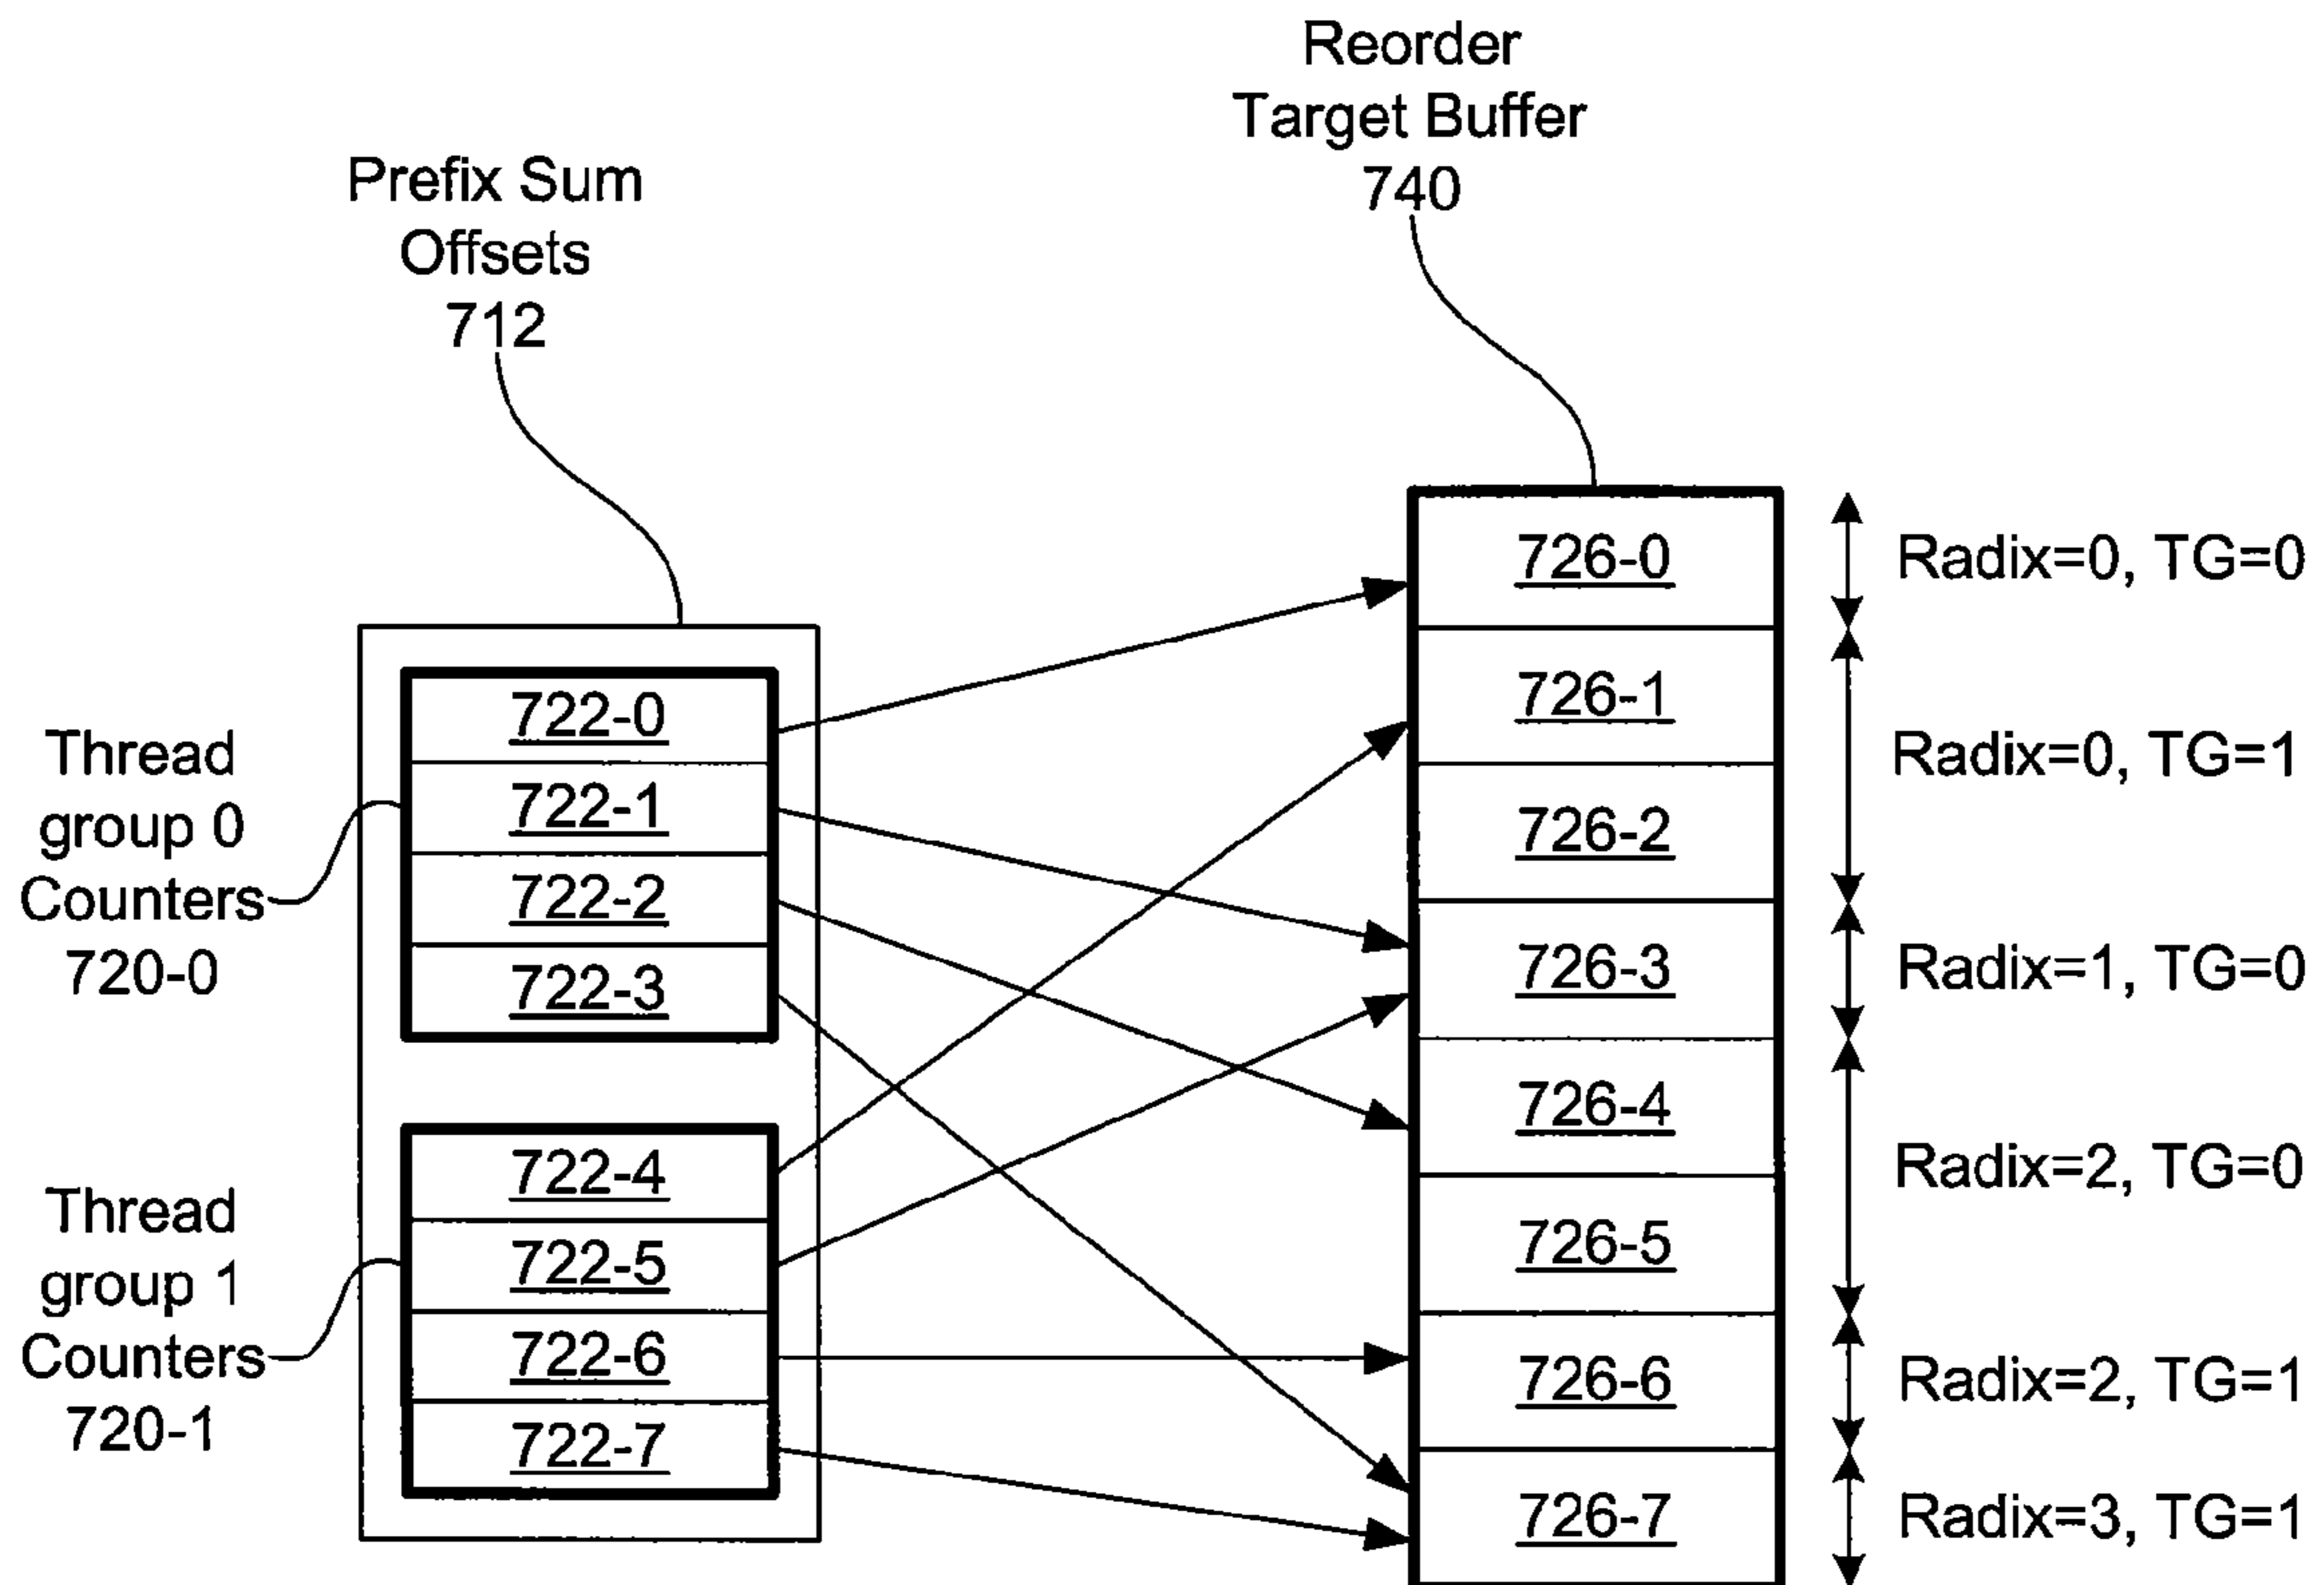 Reorder
Target Buffer
740
Prefix Sum
Offsets
712
Thread
group 0
Counters
720-0
722-0
722-1
722-2
722-3
Thread
group 1
Counters
720-1
722-4
722-5
722-6
722-7
726-0
726-1
726-2
726-3
726-4
726-5
726-6
726-7
Radix=0, TG=0
Radix=0, TG=1
Radix=1, TG=0
Radix=2, TG=0
Radix=2, TG=1
Radix=3, TG=1